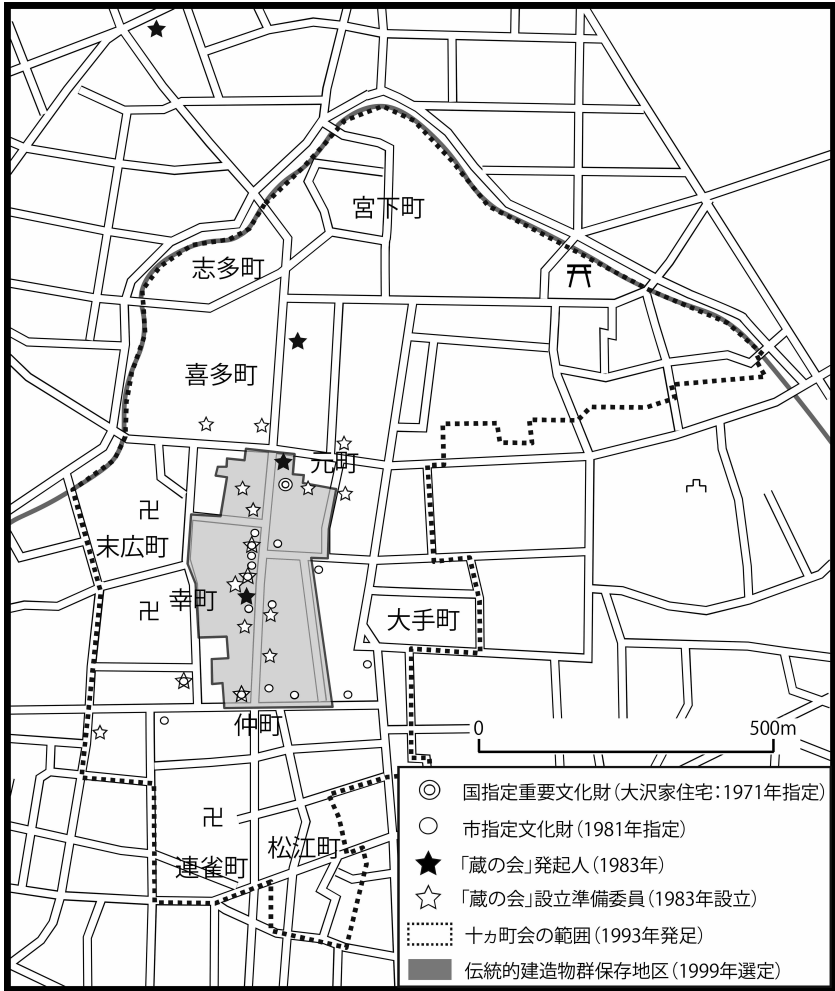 宮下町
志多町
喜多町
元町
末広町
幸町
大手町
仲町
連雀町
松江町
0 500m
国指定重要文化財(大沢家住宅:1971年指定)
市指定文化財(1981年指定)
「蔵の会」発起人(1983年)
「蔵の会」設立準備委員(1983年設立)
十ヵ町会の範囲(1993年発足)
伝統的建造物群保存地区(1999年選定)